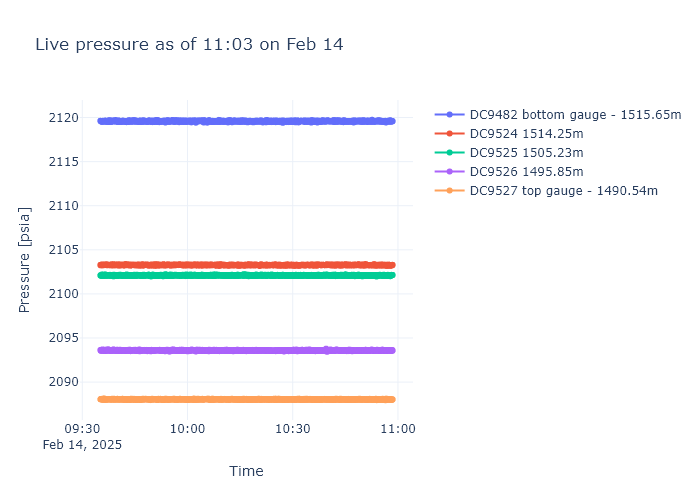 Live pressure as of 11:03 on Feb 14
2120
2115
2110
2105
2100
2095
2090
Pressure [psia]
09:30
10:00
10:30
11:00
Feb 14, 2025
Time
DC9482 bottom gauge - 1515.65m
DC9524 1514.25m
DC9525 1505.23m
DC9526 1495.85m
DC9527 top gauge - 1490.54m